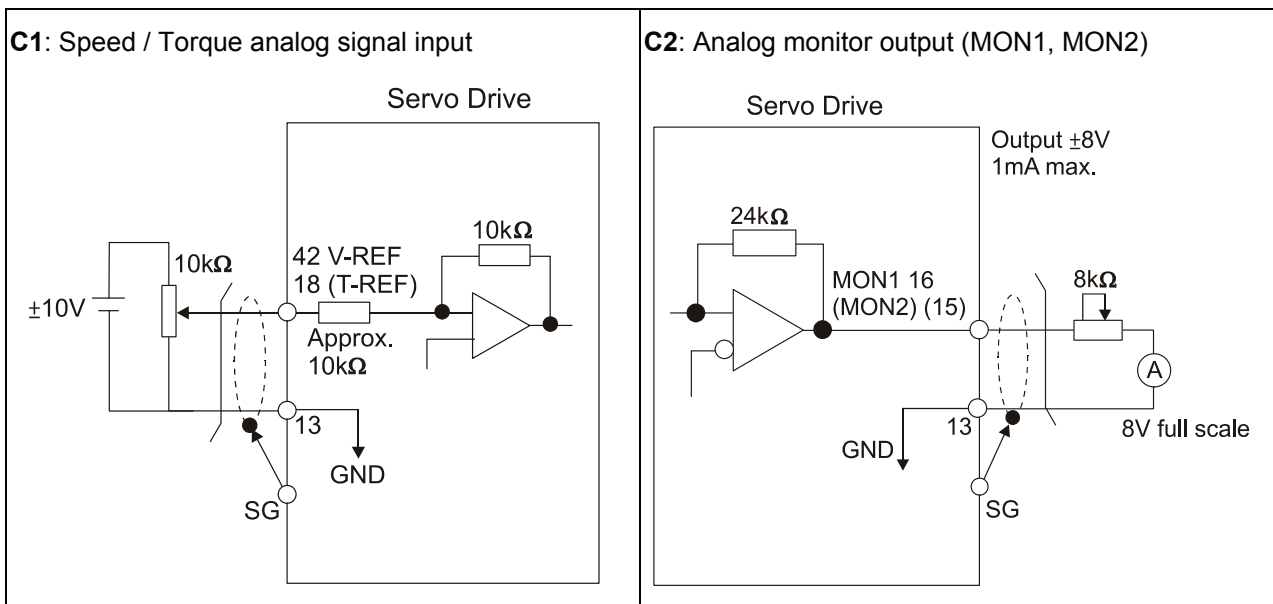 C1: Speed / Torque analog signal input
Servo Drive
10kΩ
10kΩ
42 V-REF
18 (T-REF)
±10V
Approx.
10kΩ
13
GND
SG
C2: Analog monitor output (MON1, MON2)
Servo Drive
Output ±8V
1mA max.
24kΩ
MON1 16
(MON2) (15)
8kΩ
A
13
8V full scale
GND
SG